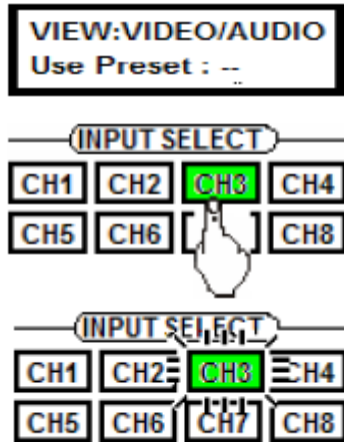 VIEW:VIDEO/AUDIO
Use Preset : --
INPUT SELECT
CH1 CH2 CH3 CH4
CH5 CH6 CH8
INPUT SELECT
CH1 CH2 CH3 CH4
CH5 CH6 CH7 CH8